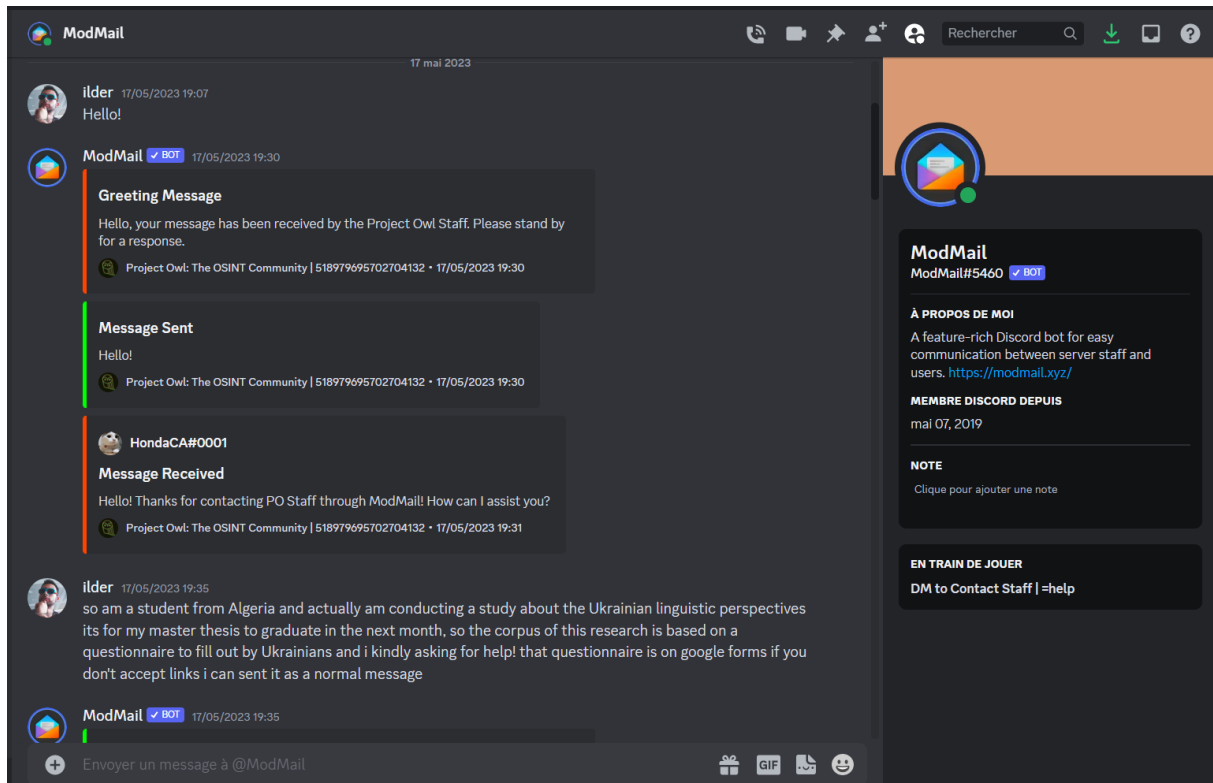 ModMail
Rechercher
17 mai 2023
ilder 17/05/2023 19:07
Hello!
ModMail BOT 17/05/2023 19:30
Greeting Message
Hello, your message has been received by the Project Owl Staff. Please stand by
for a response.
Project Owl: The OSINT Community | 518979695702704132 • 17/05/2023 19:30
Message Sent
Hello!
Project Owl: The OSINT Community | 518979695702704132 • 17/05/2023 19:30
HondaCA#0001
Message Received
Hello! Thanks for contacting PO Staff through ModMail! How can I assist you?
Project Owl: The OSINT Community | 518979695702704132 • 17/05/2023 19:31
ilder 17/05/2023 19:35
so am a student from Algeria and actually am conducting a study about the Ukrainian linguistic perspectives
its for my master thesis to graduate in the next month, so the corpus of this research is based on a
questionnaire to fill out by Ukrainians and i kindly asking for help! that questionnaire is on google forms if you
don't accept links i can sent it as a normal message
ModMail BOT 17/05/2023 19:35
Envoyer un message à @ModMail
GIF
ModMail
ModMail#5460 BOT
À PROPOS DE MOI
A feature-rich Discord bot for easy
communication between server staff and
users. https://modmail.xyz/
MEMBRE DISCORD DEPUIS
mai 07, 2019
NOTE
Clique pour ajouter une note
EN TRAIN DE JOUER
DM to Contact Staff | =help